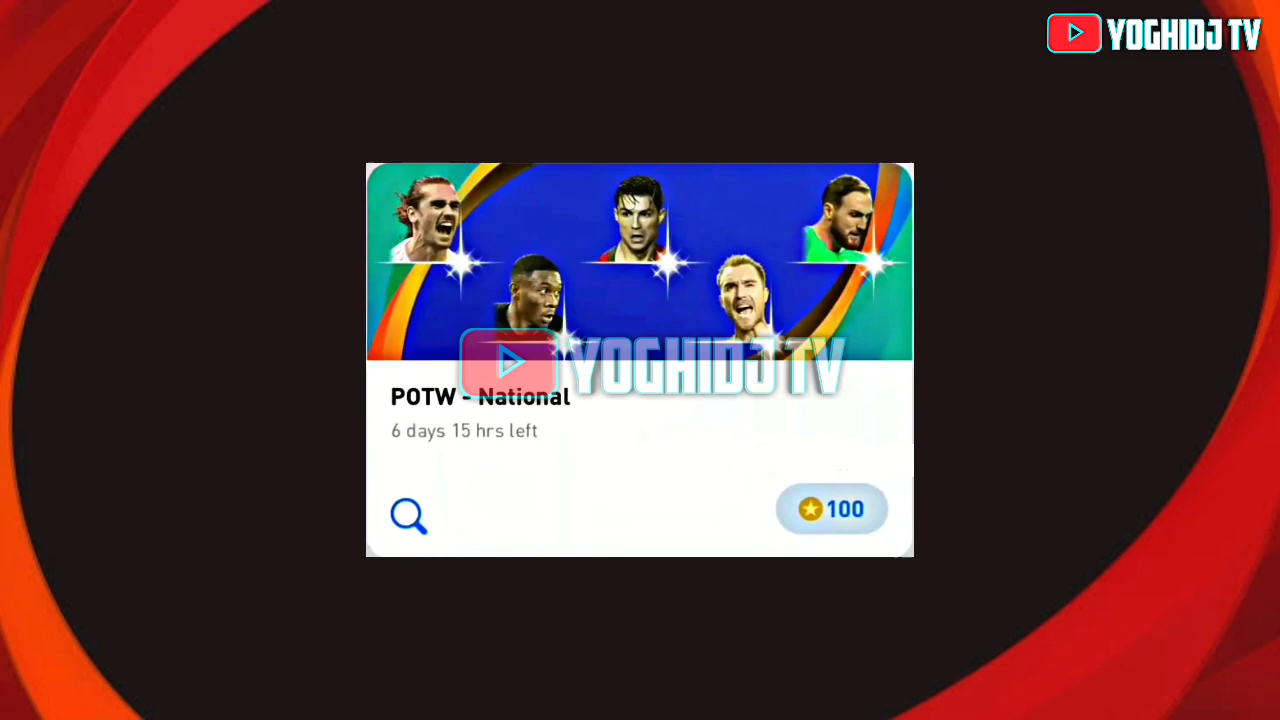 YOGHIDJ TV
YOGHIDJ TV
POTW - National
6 days 15 hrs left
100